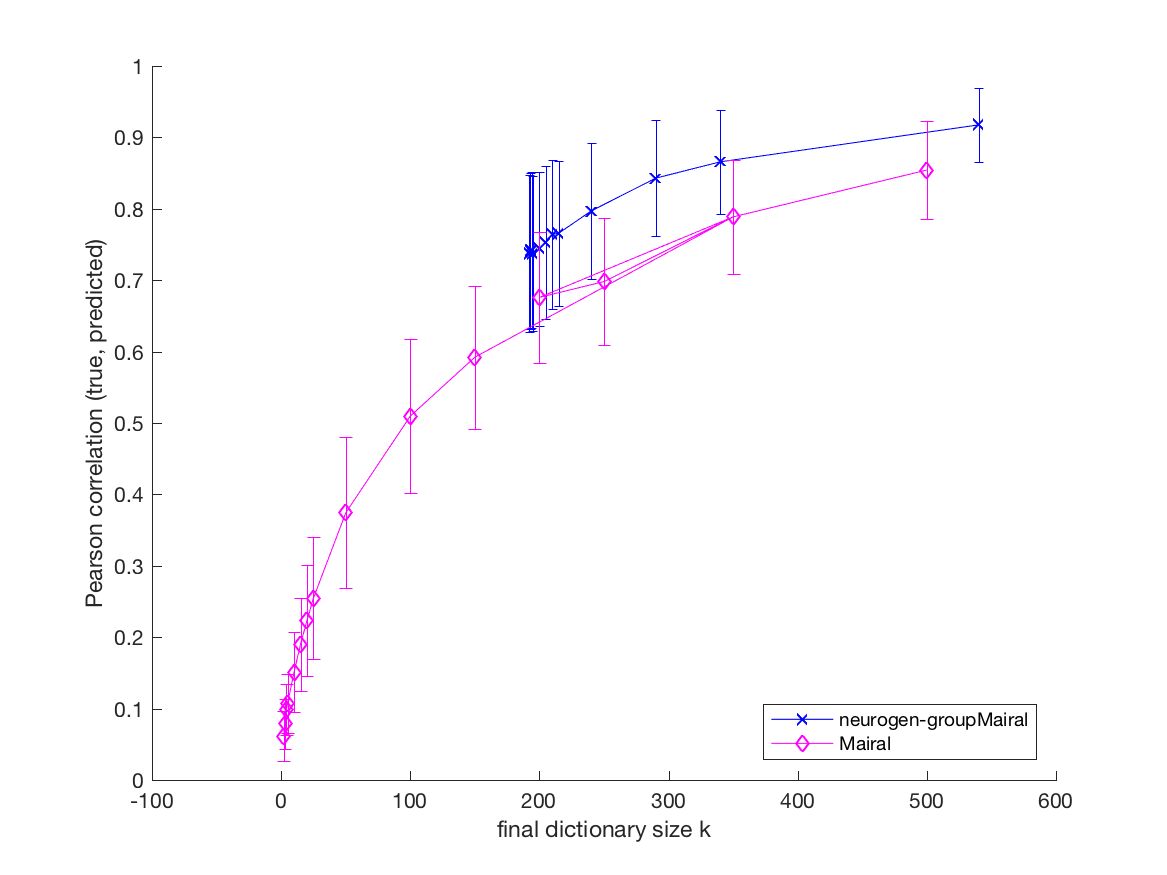 1
0.9
0.8
0.7
0.6
0.5
0.4
0.3
0.2
0.1
0
Pearson correlation (true, predicted)
-100 0 100 200 300 400 500 600
final dictionary size k
neurogen-groupMairal
Mairal